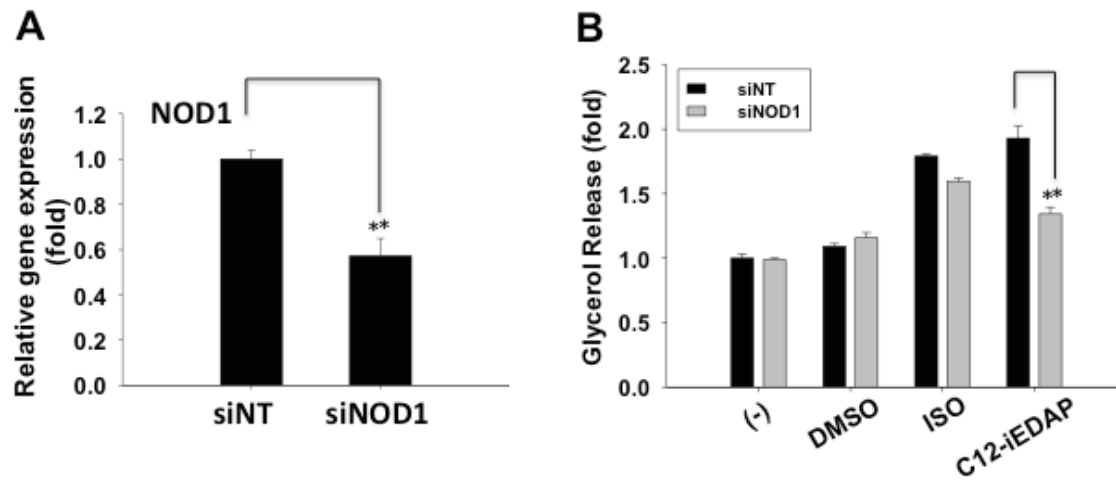 A
Relative gene expression
(fold)
NOD1
1.2
1.0
0.8
0.6
0.4
0.2
0.0
**
siNT
siNOD1
B
Glycerol Release (fold)
2.5
2.0
1.5
1.0
0.5
0.0
siNT
siNOD1
**
(-)
DMSO
ISO
C12-iEDAP